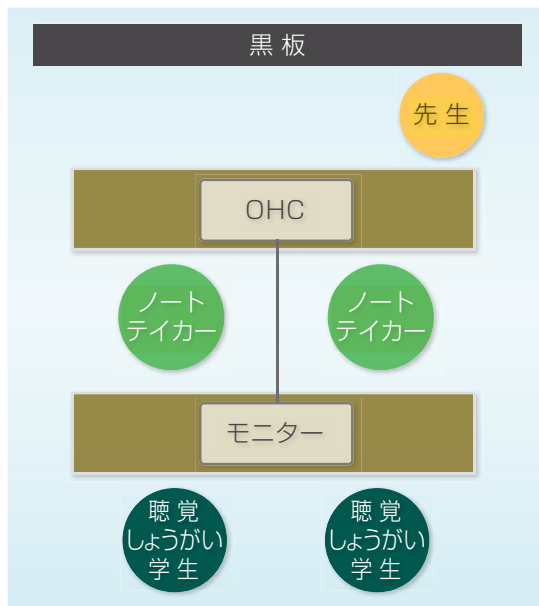 黒板
先生
OHC
ノート
テイカー
ノート
テイカー
モニター
聴覚
しょうがい
学生
聴覚
しょうがい
学生